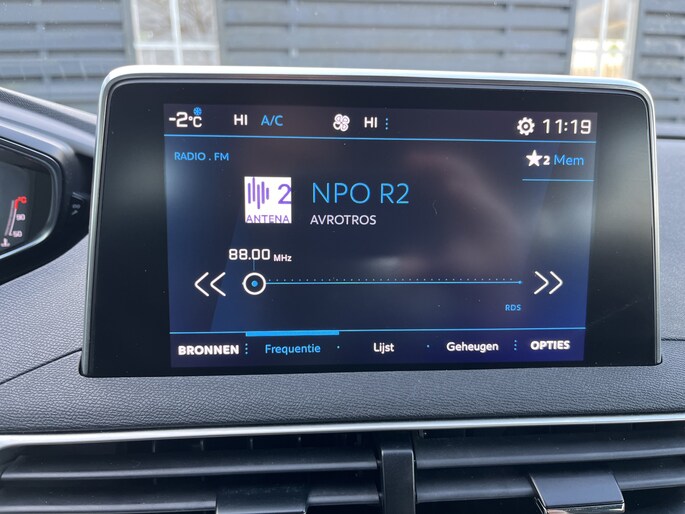 -2°C HI A/C HI 11:19
RADIO . FM
2 Mem
2 NPO R2
ANTENA AVROTROS
88.00 MHz
RDS
BRONNEN Frequentie Lijst Geheugen OPTIES
90
50